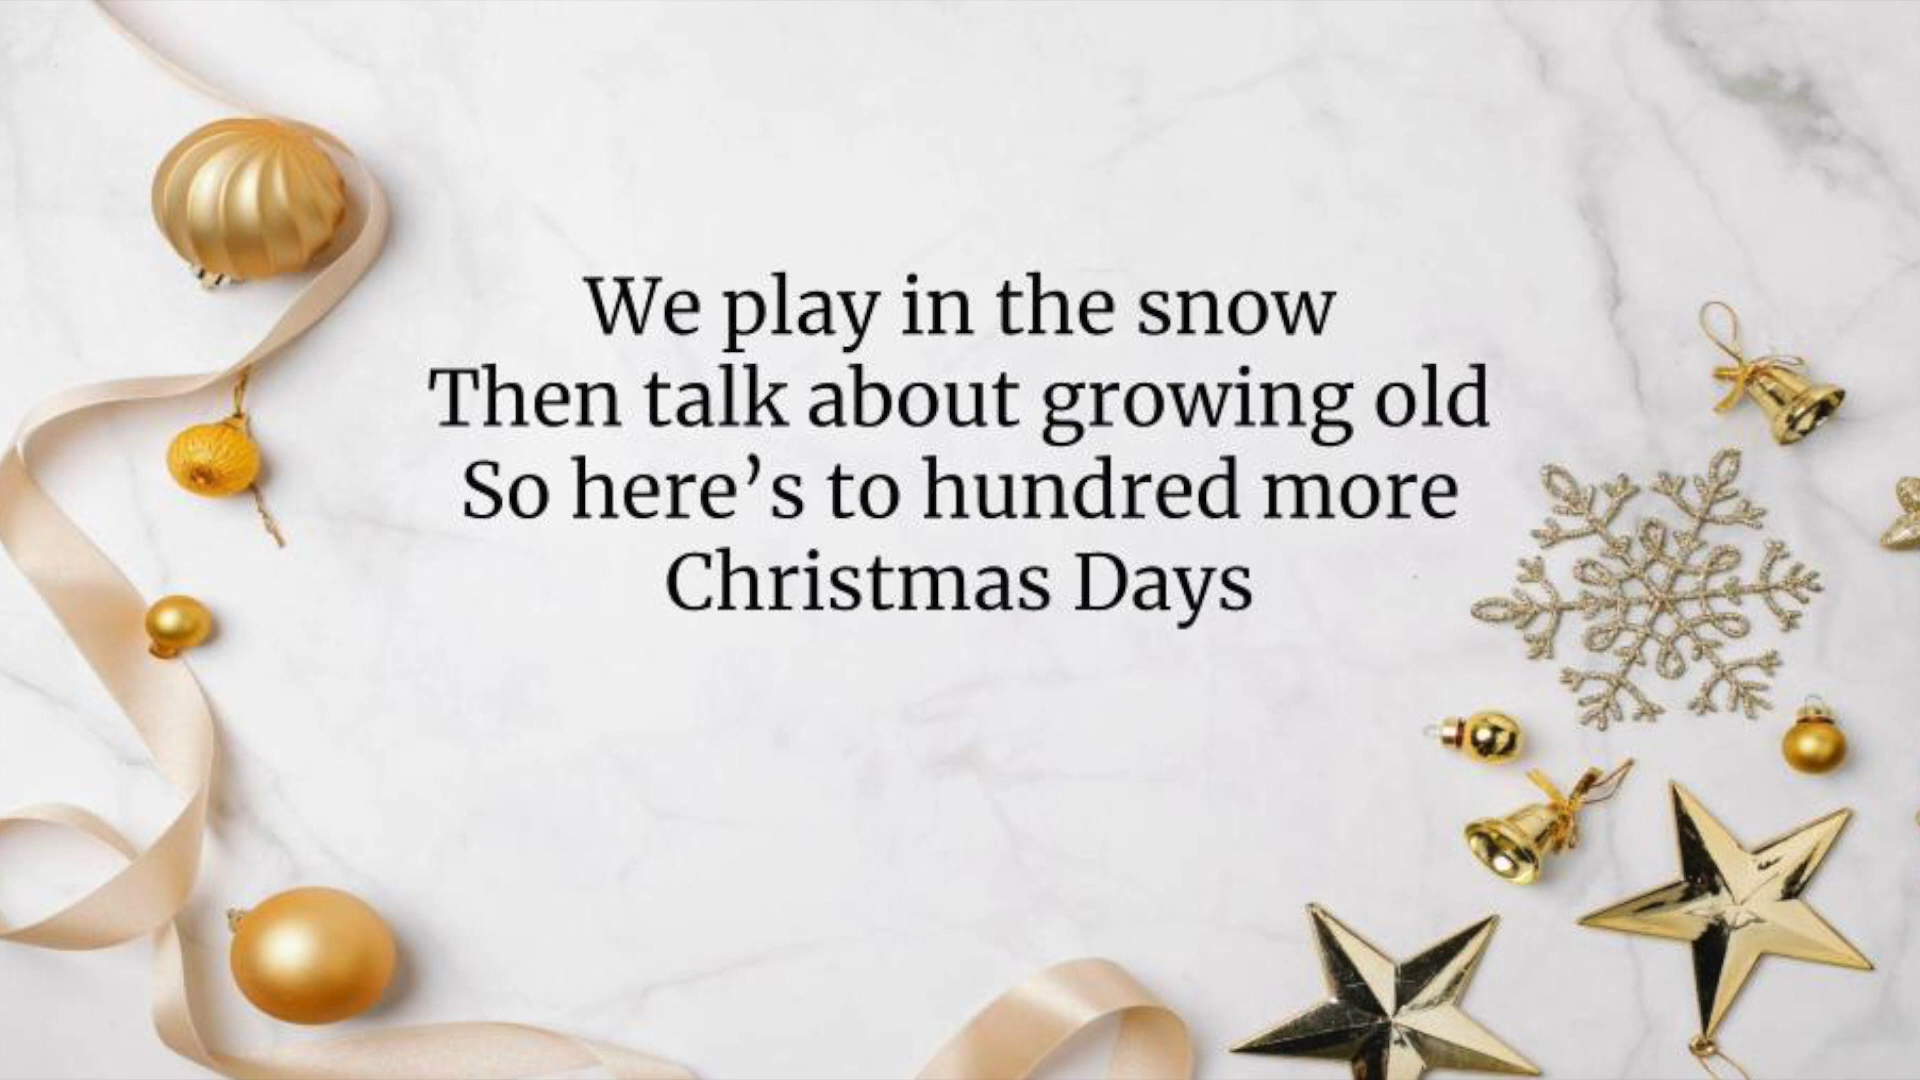 We play in the snow
Then talk about growing old
So here’s to hundred more
Christmas Days